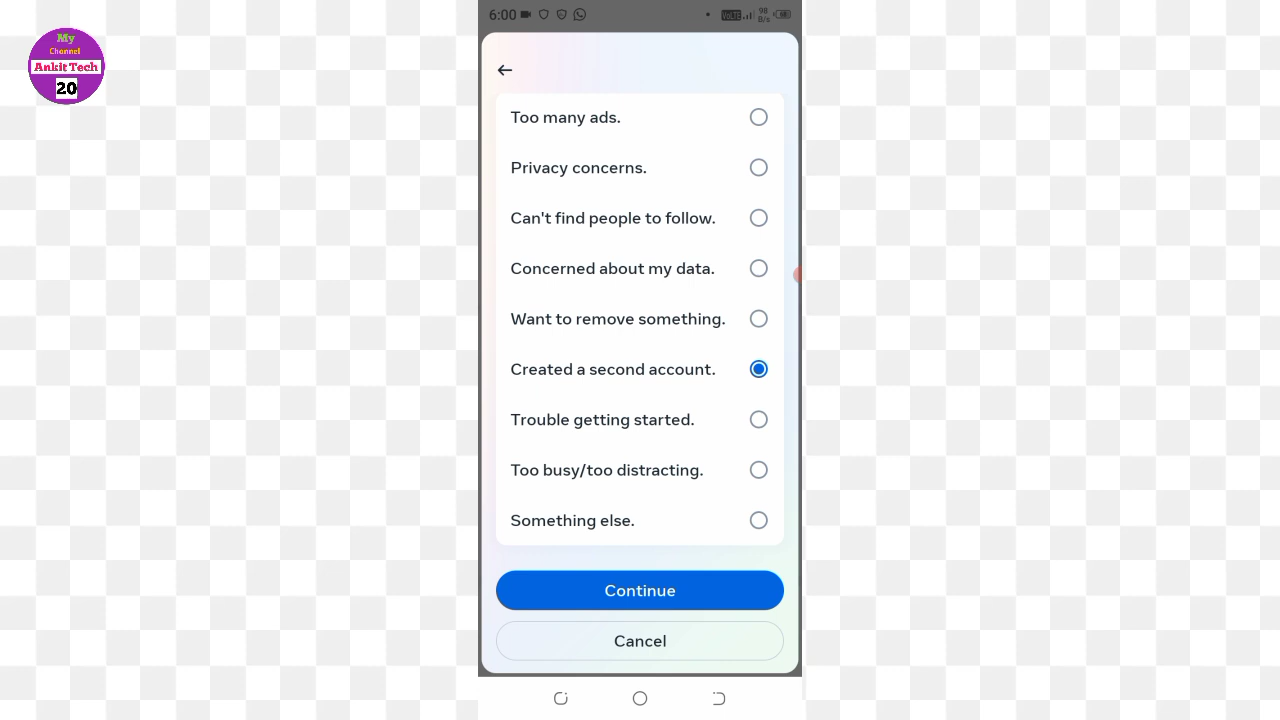 My
Channel
Ankit Tech
20
6:00
VoLTE
98
B/s
Too many ads.
Privacy concerns.
Can't find people to follow.
Concerned about my data.
Want to remove something.
Created a second account.
Trouble getting started.
Too busy/too distracting.
Something else.
Continue
Cancel